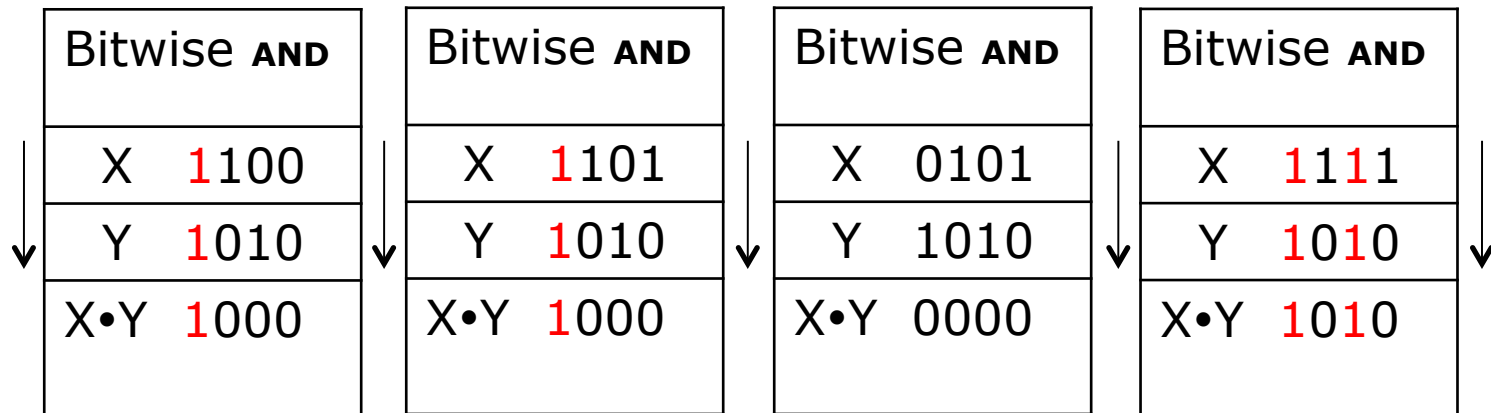 Bitwise AND
X 1100
Y 1010
X•Y 1000
Bitwise AND
X 1101
Y 1010
X•Y 1000
Bitwise AND
X 0101
Y 1010
X•Y 0000
Bitwise AND
X 1111
Y 1010
X•Y 1010